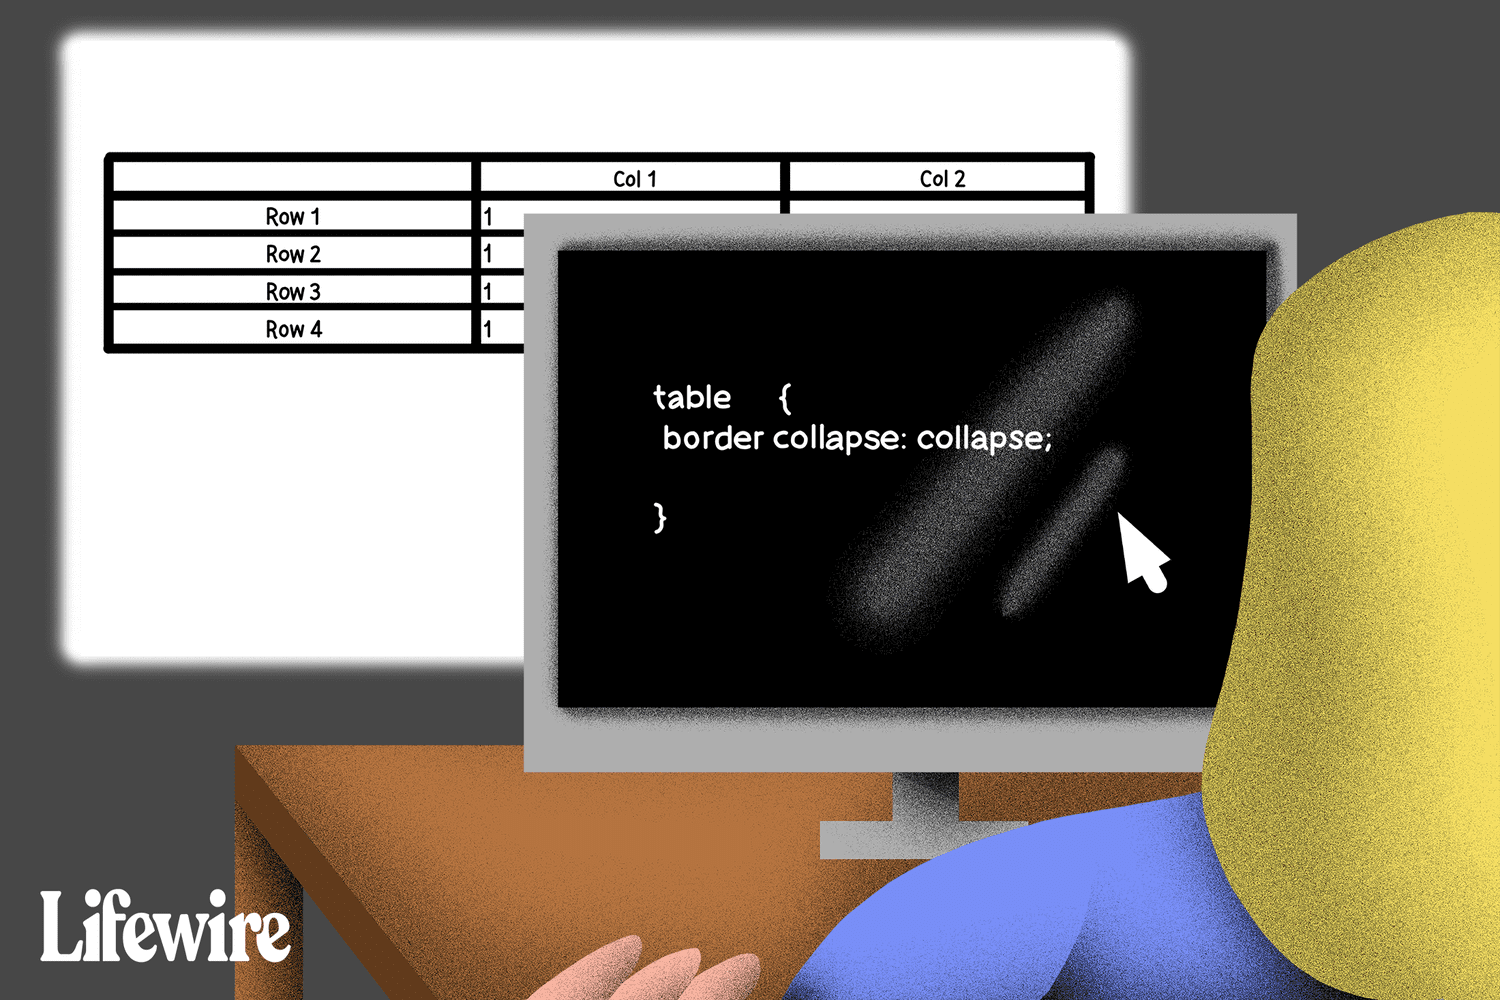 Col 1 Col 2
Row 1 1
Row 2 1
Row 3 1
Row 4 1
table {
border collapse: collapse;
}
Lifewire